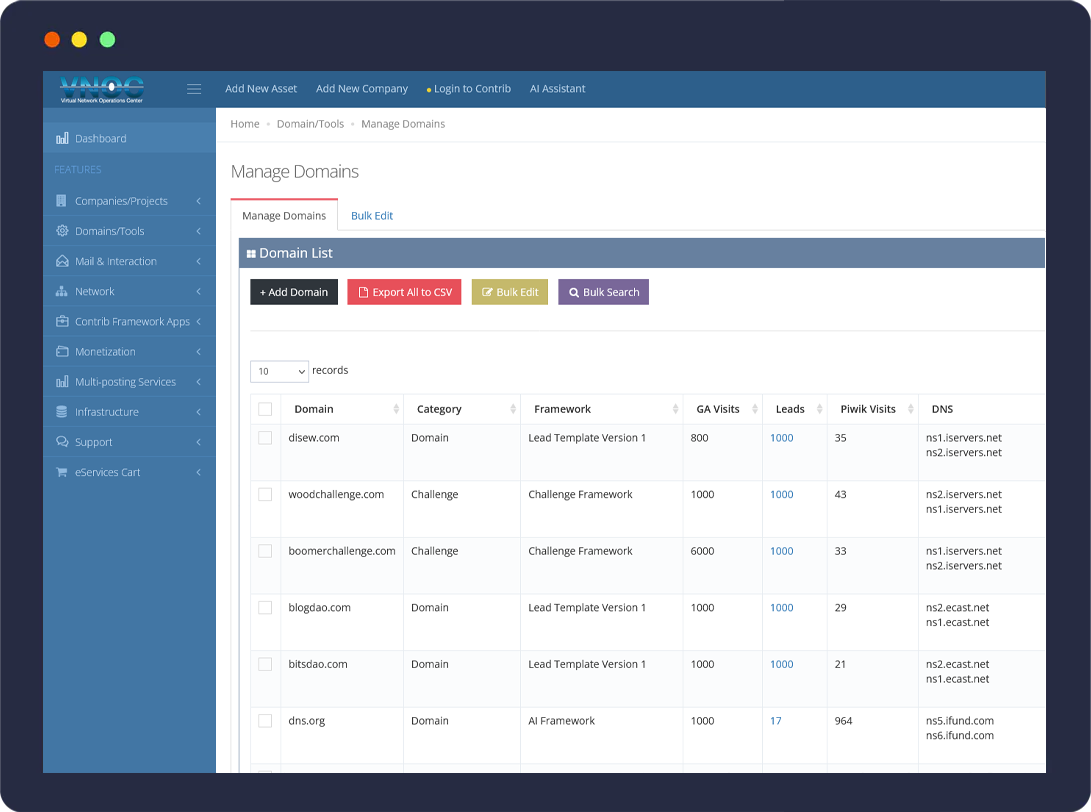 VNOC
Virtual Network Operations Center
Add New Asset Add New Company Login to Contrib AI Assistant
Dashboard
FEATURES
Companies/Projects
Domains/Tools
Mail & Interaction
Network
Contrib Framework Apps
Monetization
Multi-posting Services
Infrastructure
Support
eServices Cart
Home Domain/Tools Manage Domains
Manage Domains
Manage Domains Bulk Edit
Domain List
+ Add Domain Export All to CSV Bulk Edit Bulk Search
10 records
Domain Category Framework GA Visits Leads Piwik Visits DNS
disew.com Domain Lead Template Version 1 800 1000 35 ns1.iservers.net
ns2.iservers.net
woodchallenge.com Challenge Challenge Framework 1000 1000 43 ns2.iservers.net
ns1.iservers.net
boomerchallenge.com Challenge Challenge Framework 6000 1000 33 ns1.iservers.net
ns2.iservers.net
blogdao.com Domain Lead Template Version 1 1000 1000 29 ns2.ecast.net
ns1.ecast.net
bitsdao.com Domain Lead Template Version 1 1000 1000 21 ns2.ecast.net
ns1.ecast.net
dns.org Domain AI Framework 1000 17 964 ns5.ifund.com
ns6.ifund.com